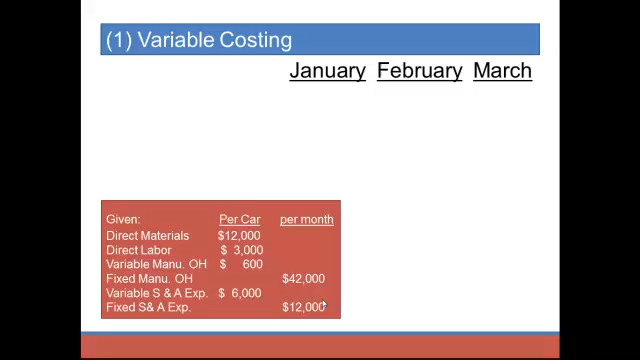 (1) Variable Costing
January February March
Given: Per Car per month
Direct Materials $12,000
Direct Labor $ 3,000
Variable Manu. OH $ 600
Fixed Manu. OH $42,000
Variable S & A Exp. $ 6,000
Fixed S& A Exp. $12,000